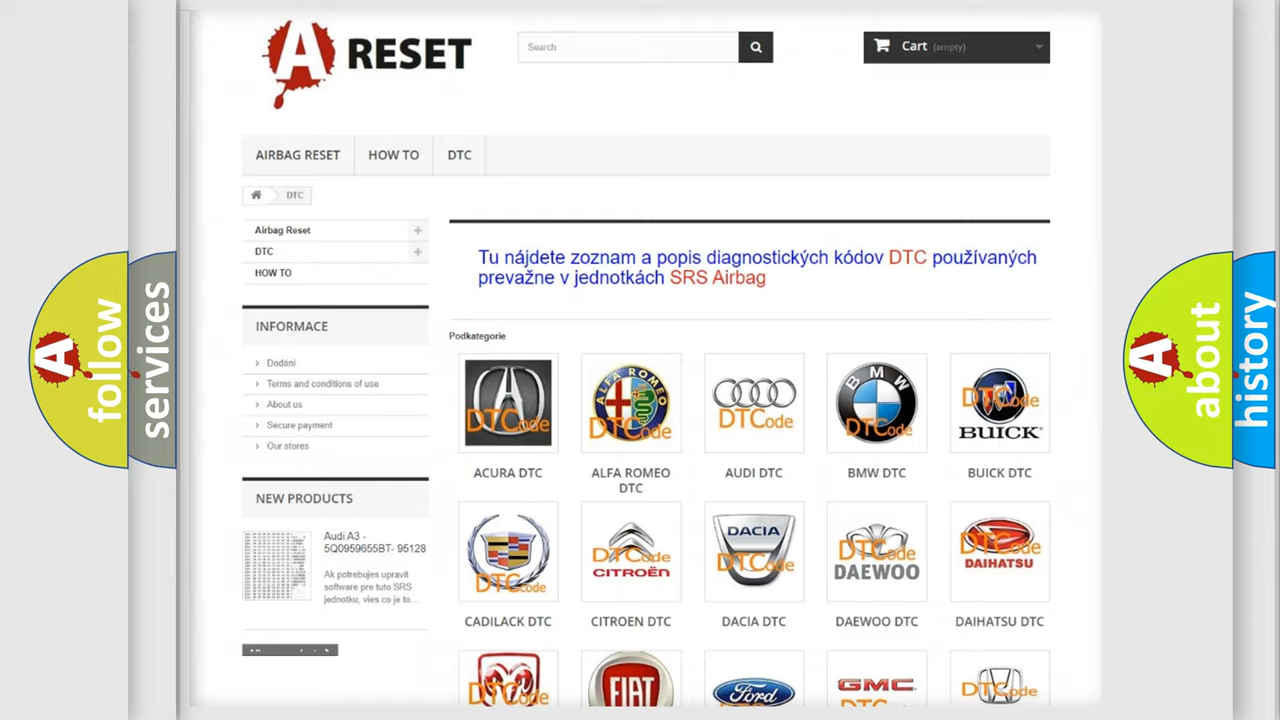 A RESET
Search
Cart (empty)
AIRBAG RESET
HOW TO
DTC
DTC
Airbag Reset
DTC
HOW TO
INFORMACE
Dodání
Terms and conditions of use
About us
Secure payment
Our stores
NEW PRODUCTS
Audi A3 -
5Q0959655BT- 95128
Ak potrebujes upravit
software pre tuto SRS
jednotku, vies co je to...
Tu nájdete zoznam a popis diagnostických kódov DTC používaných
prevažne v jednotkách SRS Airbag
Podkategorie
DTCode
ALFA ROMEO
DTCode
DTCode
BMW
DTCode
DTCode
BUICK
ACURA DTC
ALFA ROMEO
DTC
AUDI DTC
BMW DTC
BUICK DTC
DTCode
DTCode
CITROËN
DACIA
DTCode
DTCode
DAEWOO
DTCode
DAIHATSU
CADILACK DTC
CITROEN DTC
DACIA DTC
DAEWOO DTC
DAIHATSU DTC
DTCode
FIAT
Ford
GMC
DTCode
A follow
services
A about
history